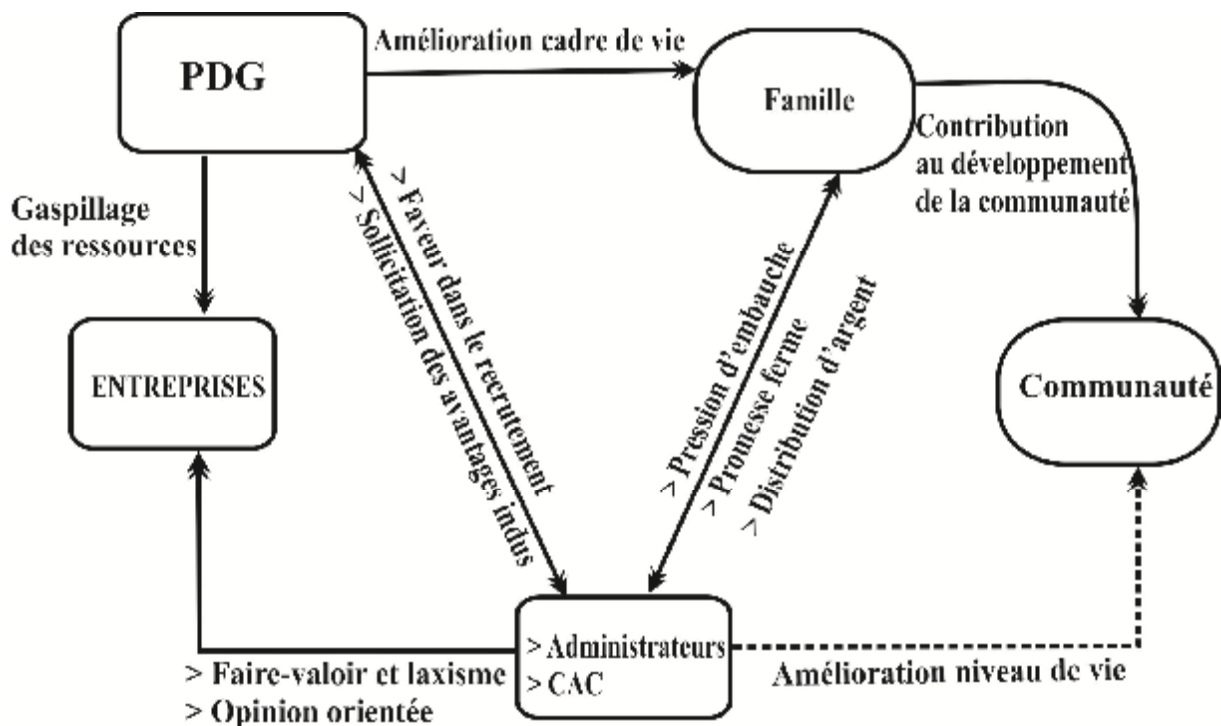 Amélioration cadre de vie
PDG
Famille
Contribution
au développement
de la communauté
Gaspillage
des ressources
> Faveur dans le recrutement
> Sollicitation des avantages indus
> Pression d'embauche
> Promesse ferme
> Distribution d'argent
ENTREPRISES
Communauté
> Administrateurs
> CAC
> Faire-valoir et laxisme
> Opinion orientée
Amélioration niveau de vie